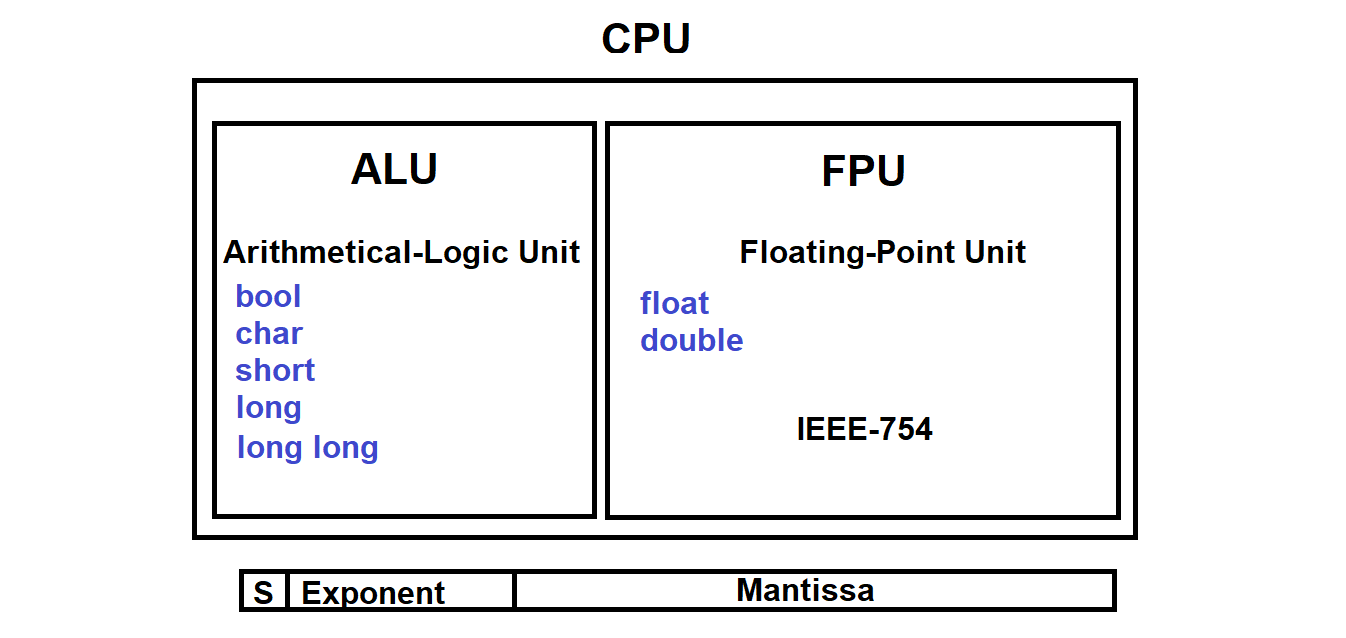 CPU
ALU
Arithmetical-Logic Unit
bool
char
short
long
long long
FPU
Floating-Point Unit
float
double
IEEE-754
S
Exponent
Mantissa